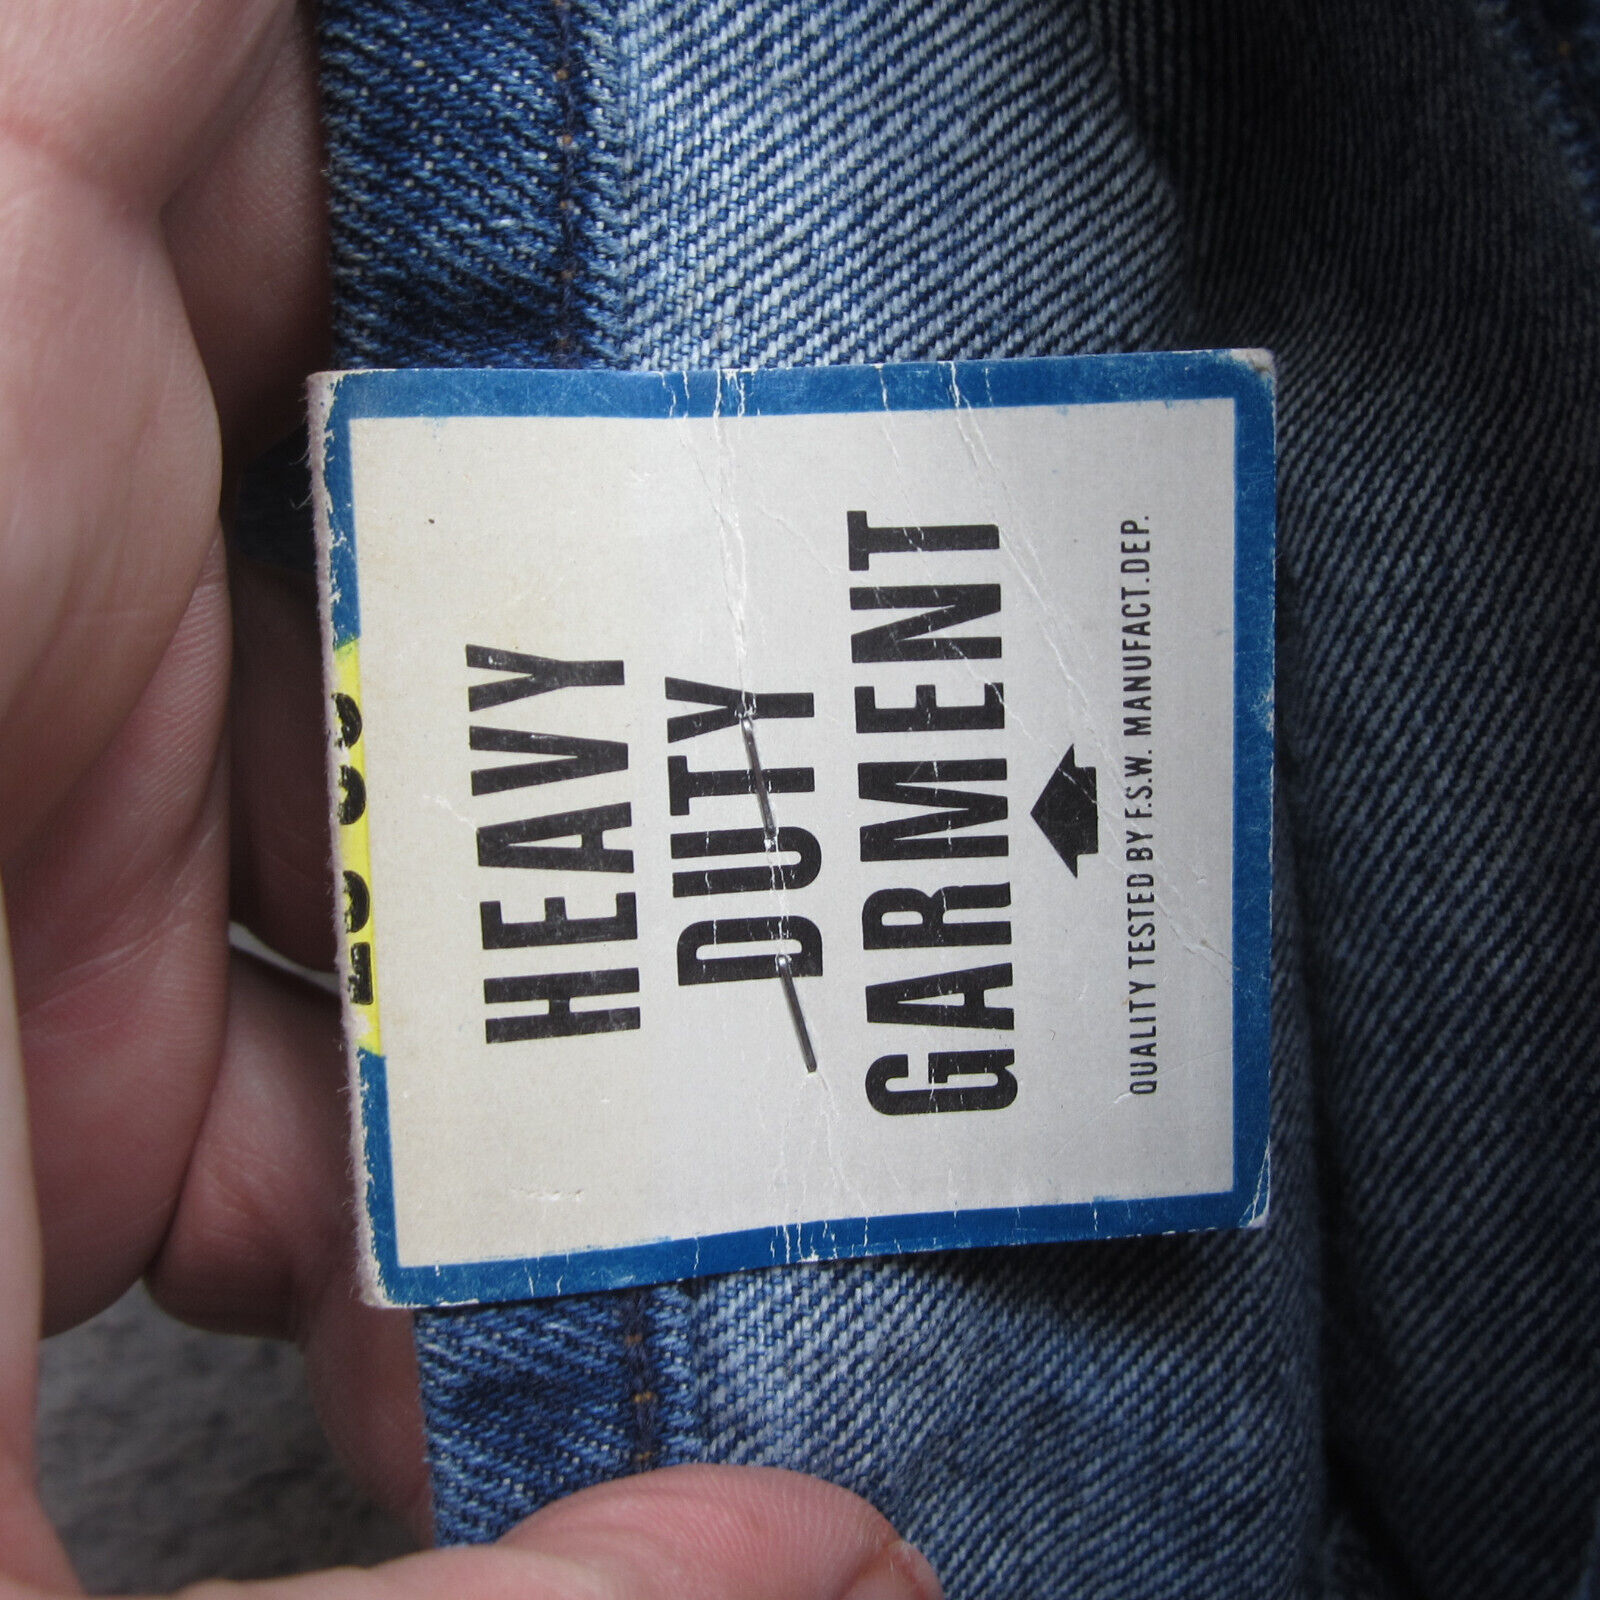 HEAVY
DUTY
GARMENT
QUALITY TESTED BY F.S.W. MANUFACT.DEP.